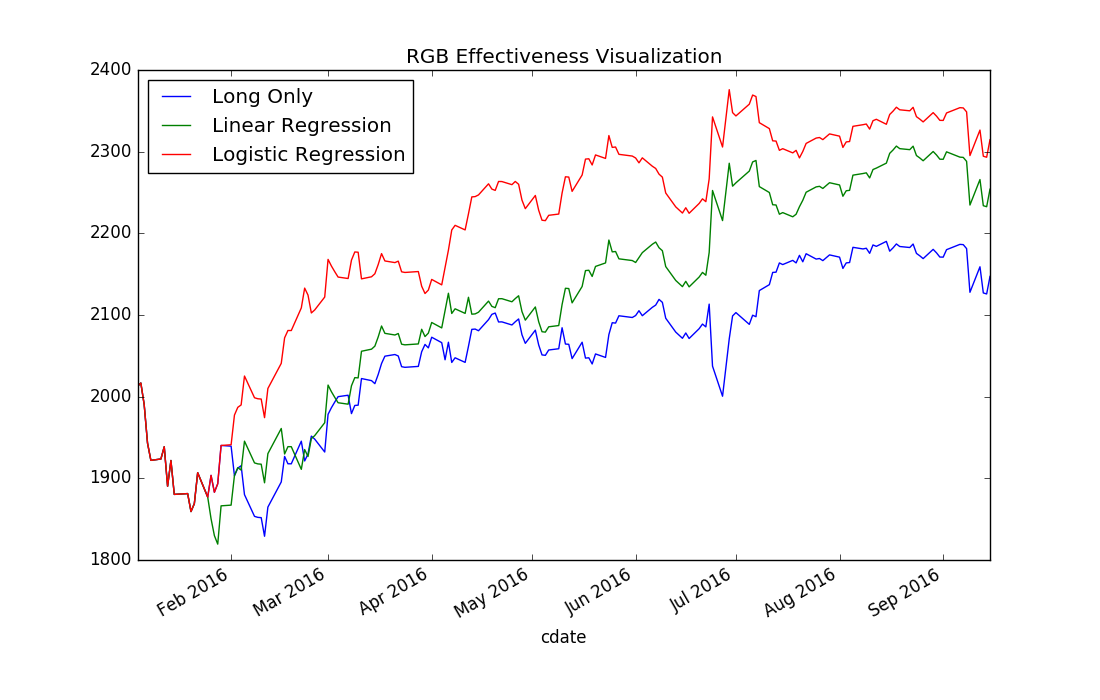 RGB Effectiveness Visualization
2400
2300
2200
2100
2000
1900
1800
Long Only
Linear Regression
Logistic Regression
Feb 2016
Mar 2016
Apr 2016
May 2016
Jun 2016
Jul 2016
Aug 2016
Sep 2016
cdate